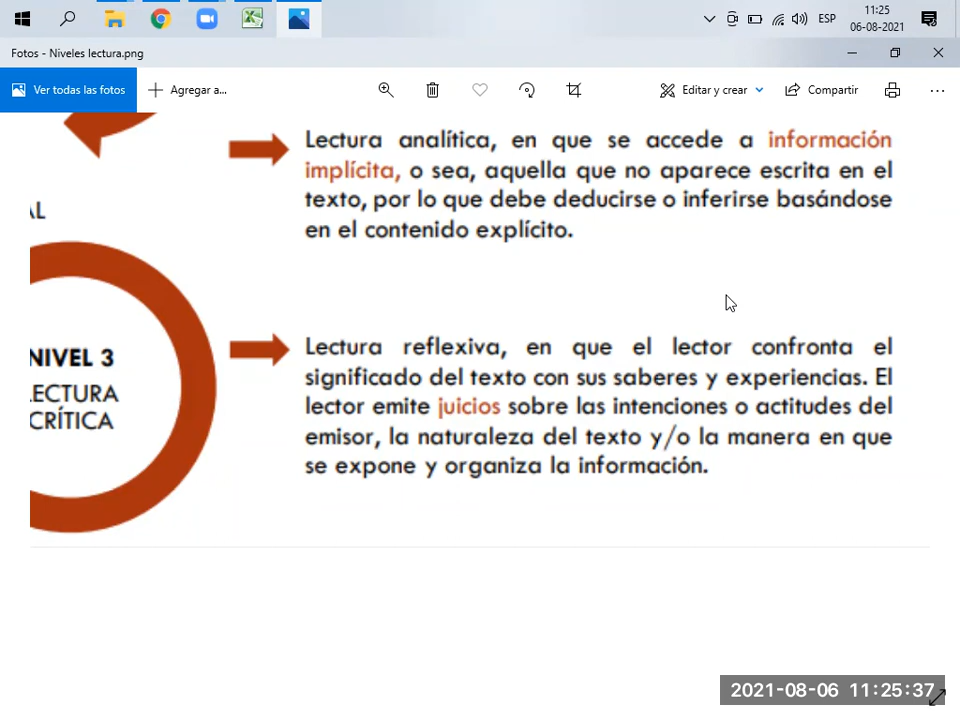 11:25
ESP
06-08-2021
Fotos - Niveles lectura.png
Ver todas las fotos
Agregar a...
Editar y crear
Compartir
Lectura analítica, en que se accede a información
implícita, o sea, aquella que no aparece escrita en el
texto, por lo que debe deducirse o inferirse basándose
en el contenido explícito.
AL
NIVEL 3
LECTURA
CRÍTICA
Lectura reflexiva, en que el lector confronta el
significado del texto con sus saberes y experiencias. El
lector emite juicios sobre las intenciones o actitudes del
emisor, la naturaleza del texto y/o la manera en que
se expone y organiza la información.
2021-08-06 11:25:37